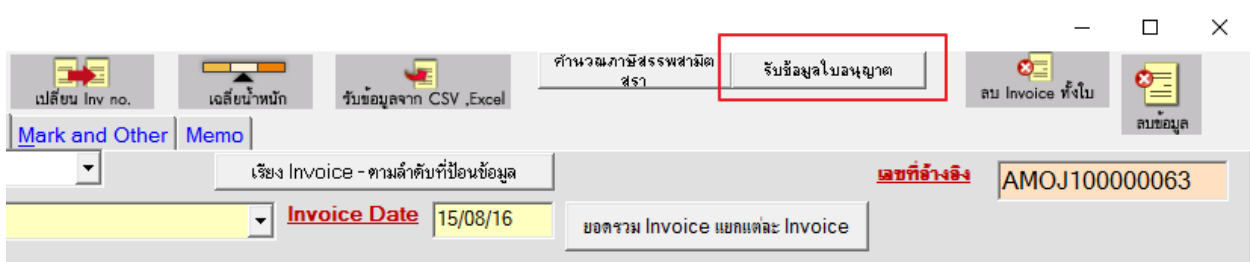 คำนวณภาษีสรรพสามิต
สุรา
รับข้อมูลใบอนุญาต
เปลี่ยน Inv no.
เฉลี่ยน้ำหนัก
รับข้อมูลจาก CSV ,Excel
ลบ Invoice ทั้งใบ
ลบข้อมูล
Mark and Other
Memo
เรียง Invoice - ตามลำดับที่ป้อนข้อมูล
เลขที่อ้างอิง
AMOJ100000063
Invoice Date
15/08/16
ยอดรวม Invoice แยกแต่ละ Invoice